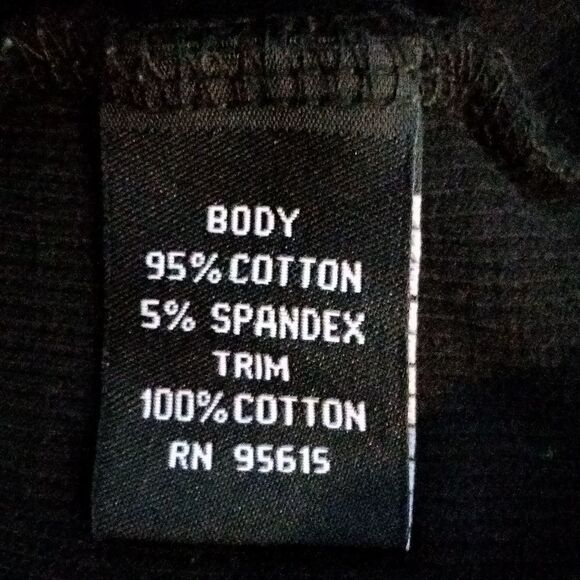 BODY
95% COTTON
5% SPANDEX
TRIM
100% COTTON
RN 95615